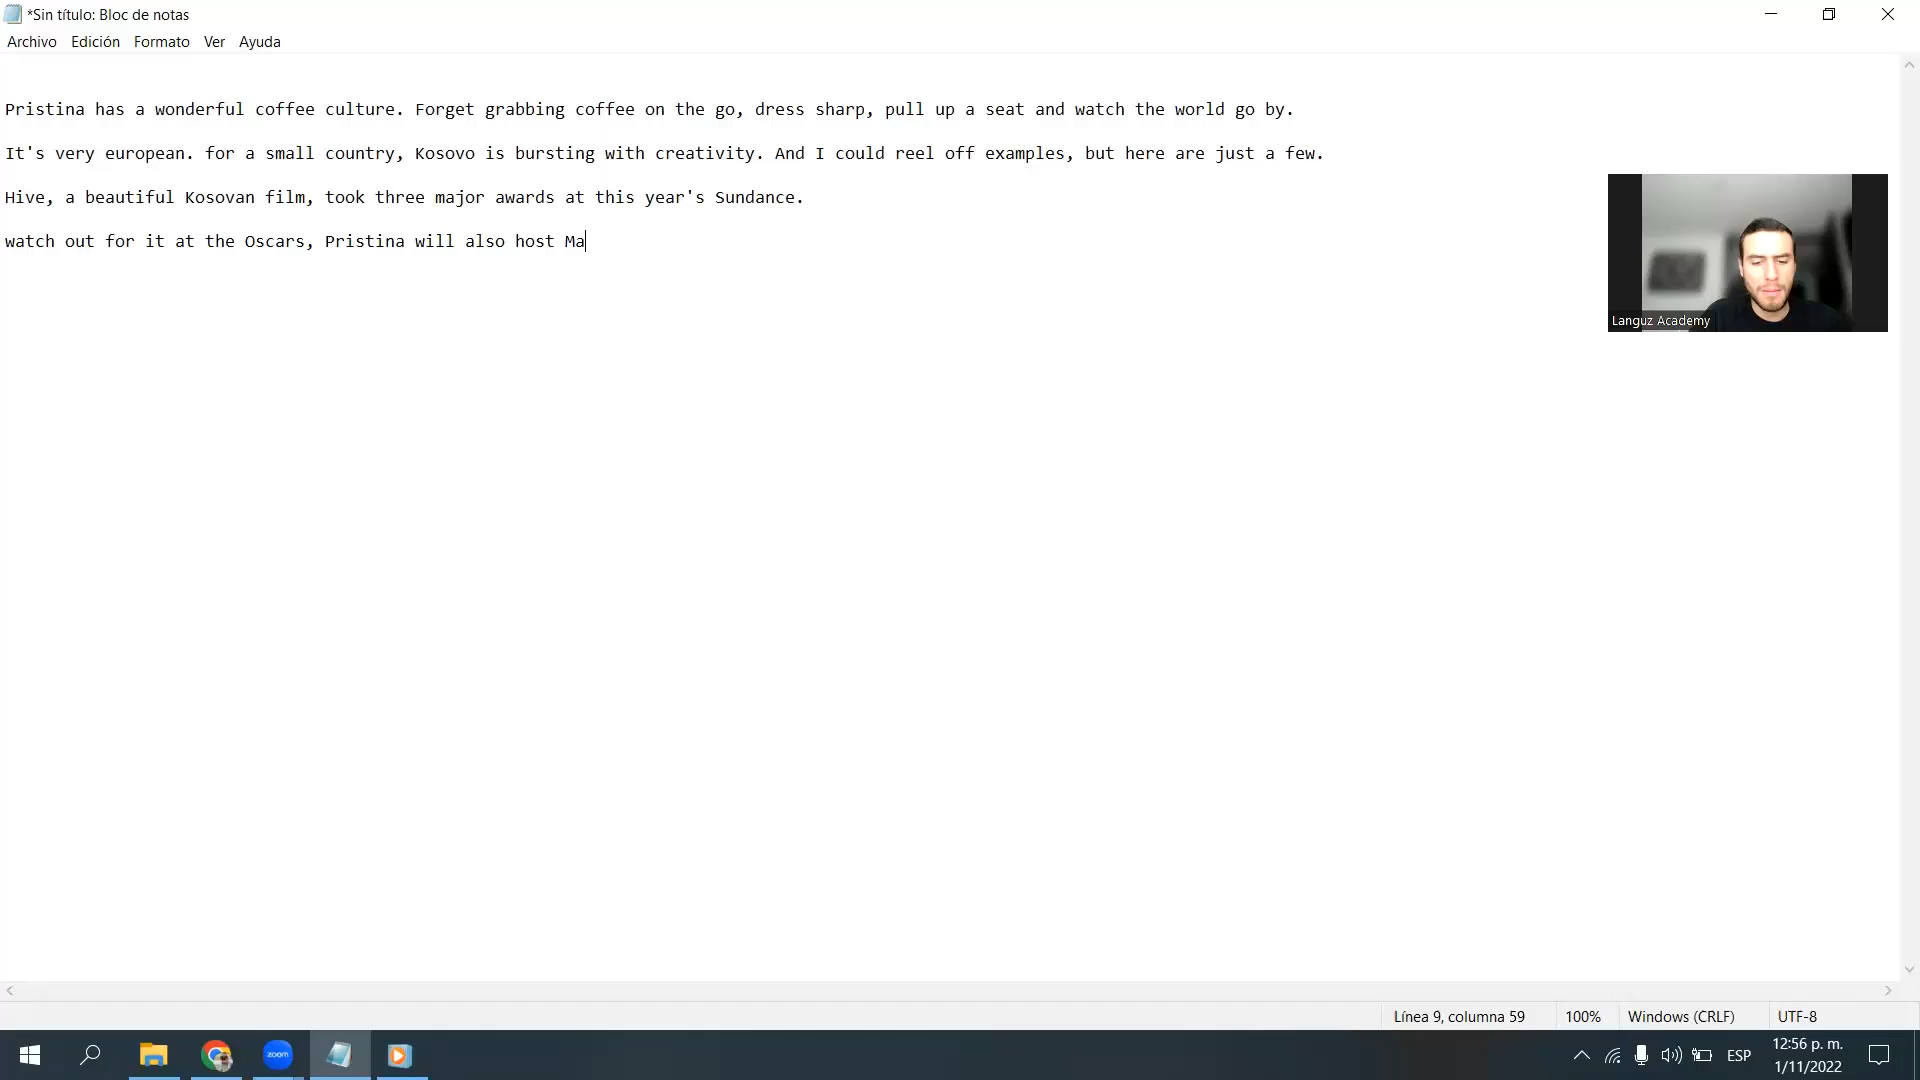 *Sin título: Bloc de notas
Archivo Edición Formato Ver Ayuda
Pristina has a wonderful coffee culture. Forget grabbing coffee on the go, dress sharp, pull up a seat and watch the world go by.
It's very european. for a small country, Kosovo is bursting with creativity. And I could reel off examples, but here are just a few.
Hive, a beautiful Kosovan film, took three major awards at this year's Sundance.
watch out for it at the Oscars, Pristina will also host Ma
Languz Academy
Línea 9, columna 59 100% Windows (CRLF) UTF-8
zoom
ESP
12:56 p. m.
1/11/2022